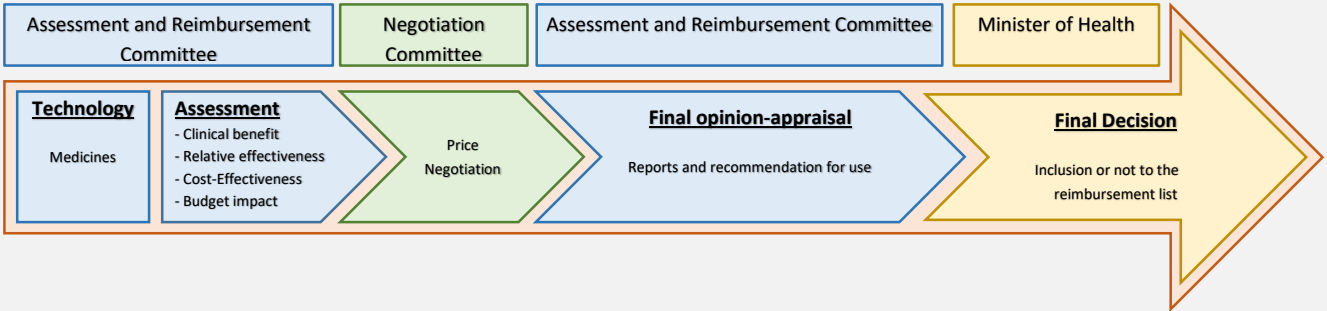 Assessment and Reimbursement
Committee
Negotiation
Committee
Assessment and Reimbursement Committee
Minister of Health
Technology
Medicines
Assessment
- Clinical benefit
- Relative effectiveness
- Cost-Effectiveness
- Budget impact
Price
Negotiation
Final opinion-appraisal
Reports and recommendation for use
Final Decision
Inclusion or not to the
reimbursement list